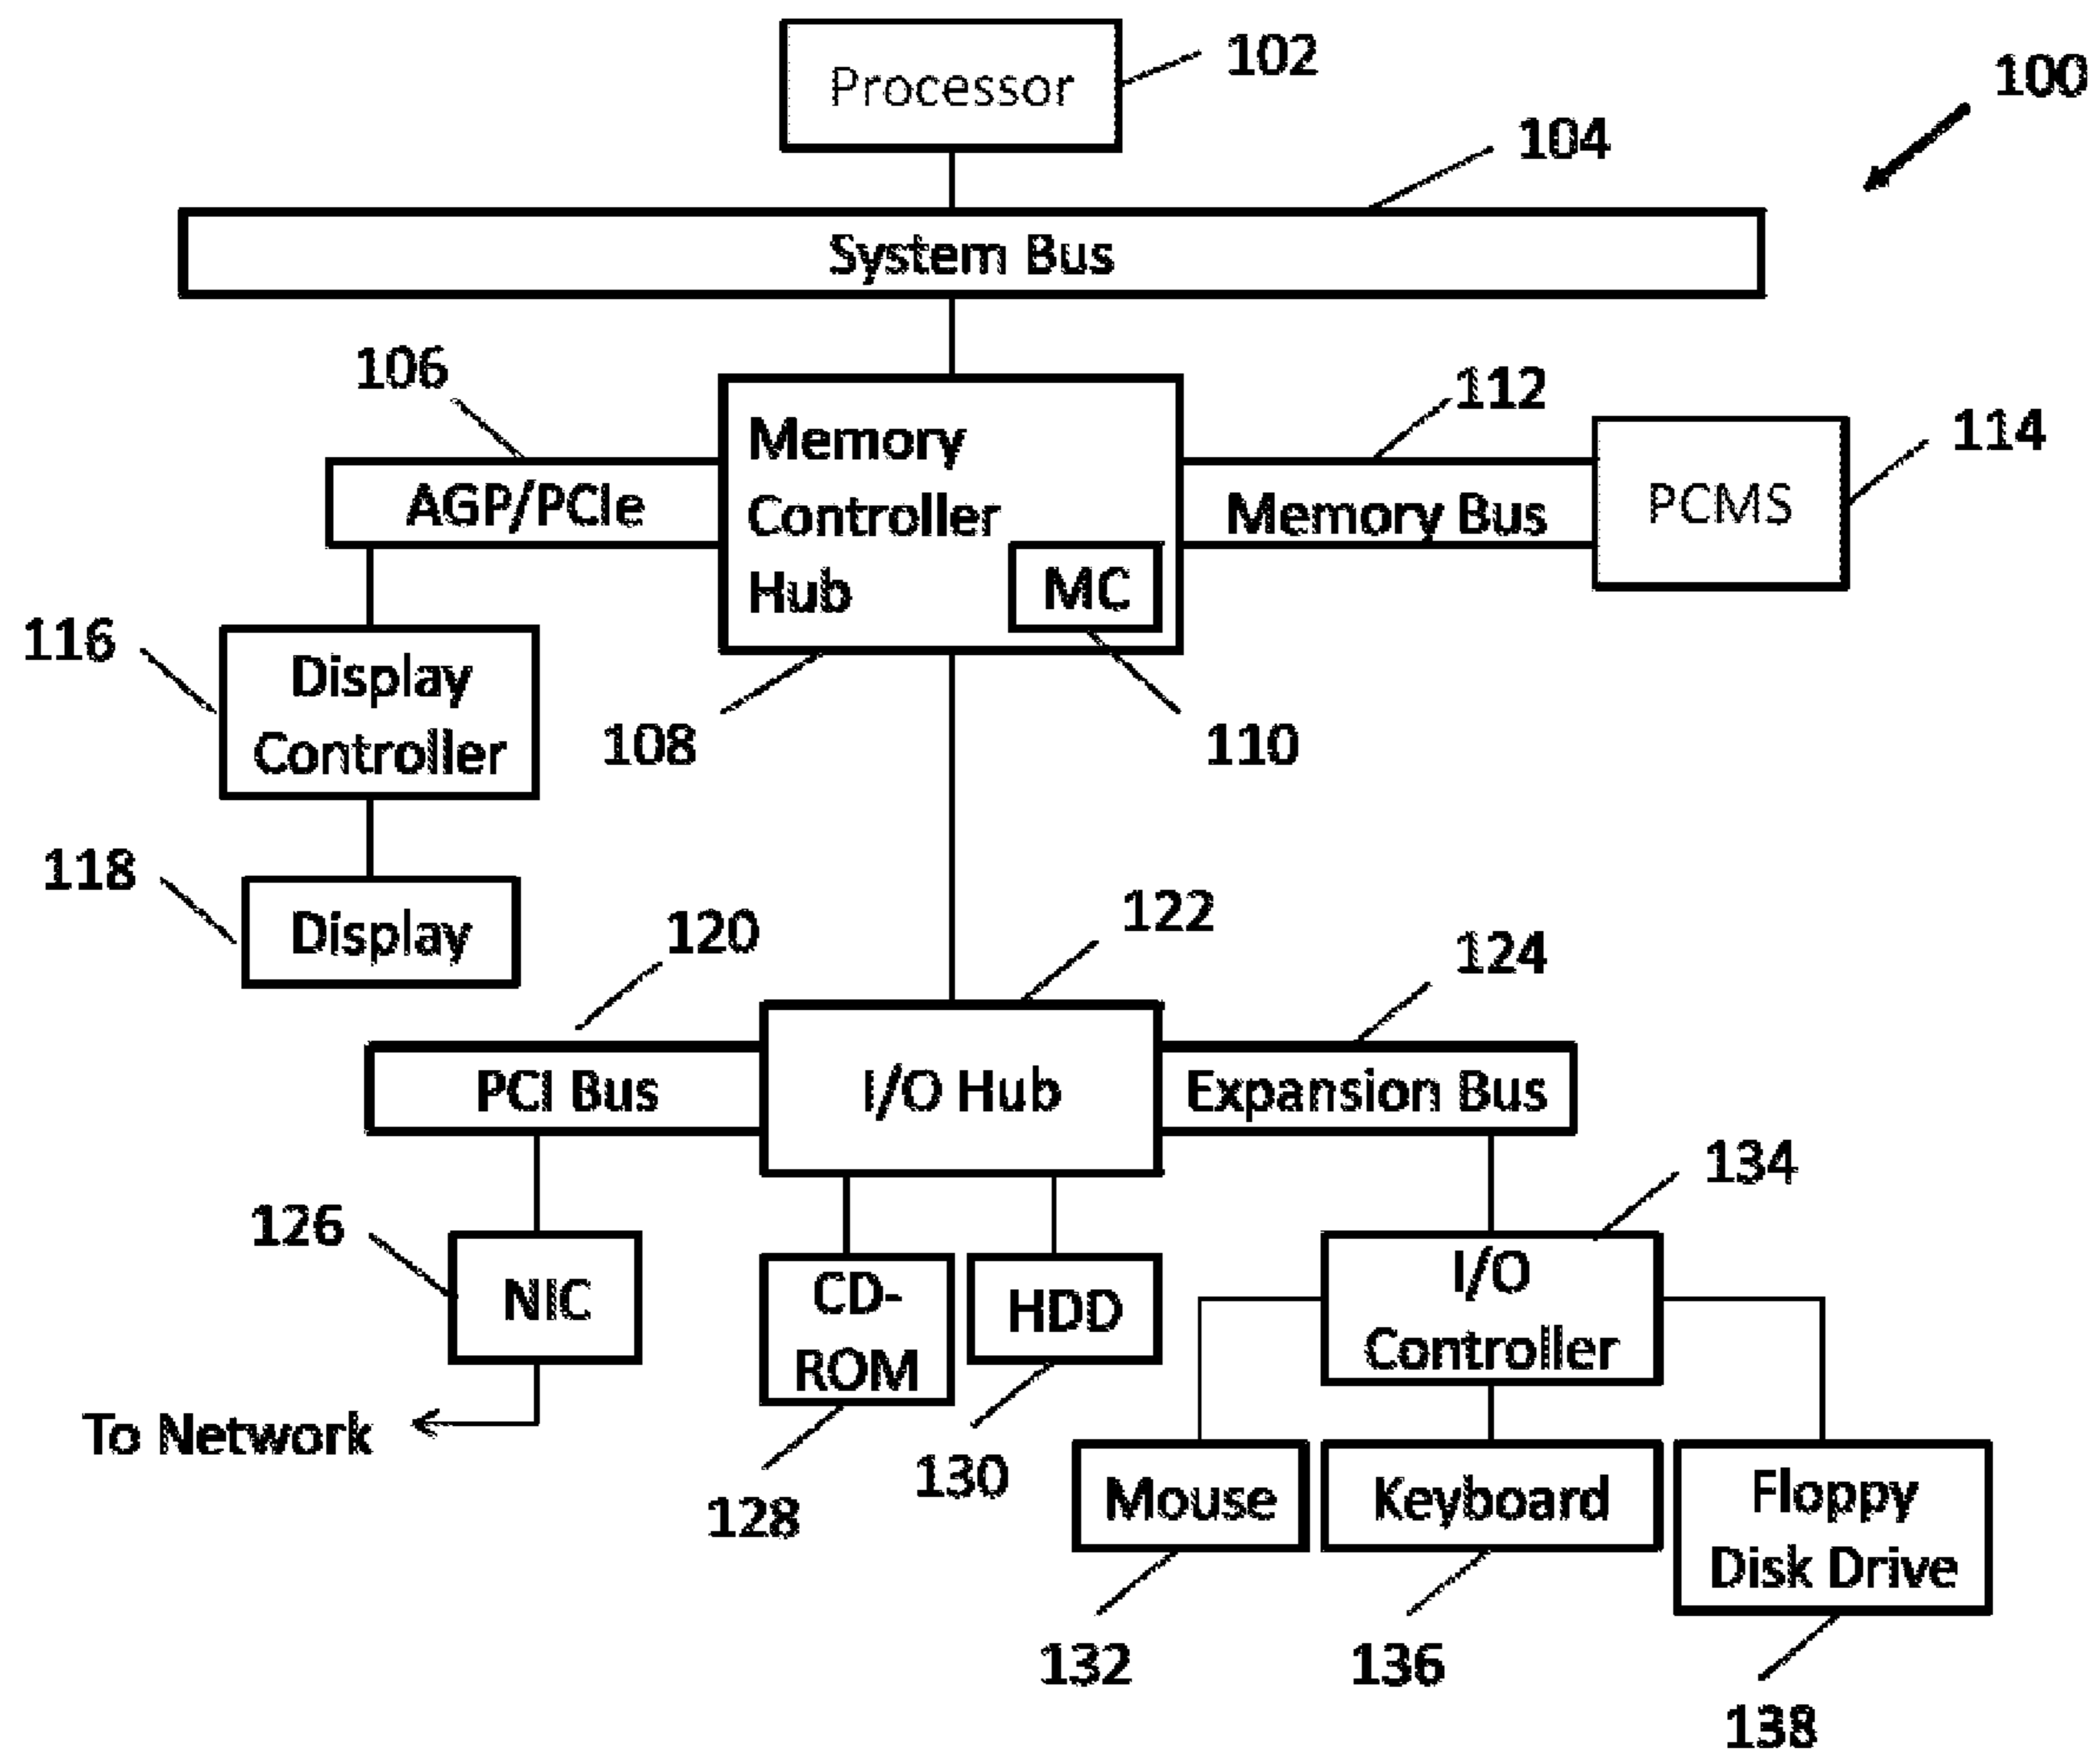 Processor
102
100
104
System Bus
106
112
114
Memory
Controller
Hub
AGP/PCIe
Memory Bus
PCMS
MC
116
Display
Controller
108
110
118
Display
120
122
124
PCI Bus
I/O Hub
Expansion Bus
134
126
NIC
CD-
ROM
HDD
I/O
Controller
To Network
130
128
Mouse
Keyboard
Floppy
Disk Drive
132
136
138